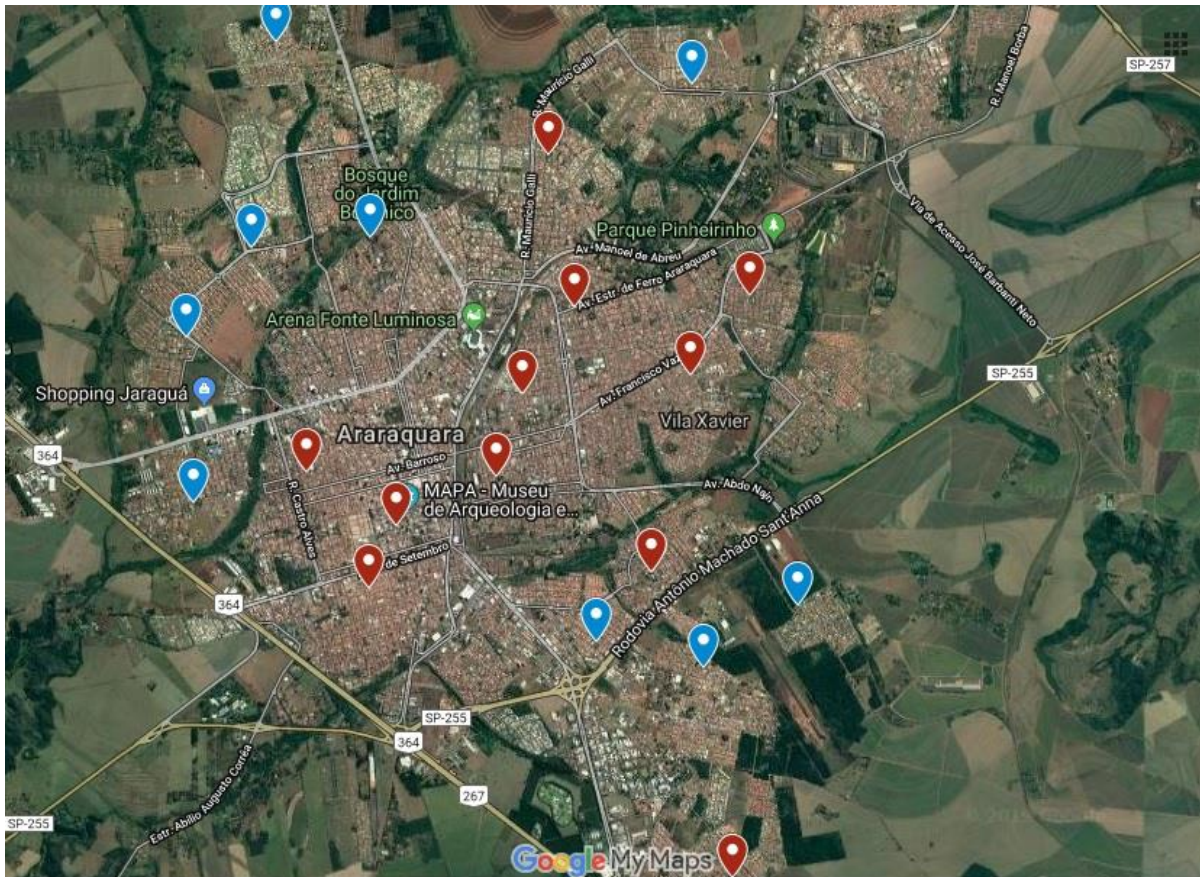 SP-257
R. Manoel Borba
R. Maurício Galli
Bosque
do Jardim
R. Maurício Galli
Parque Pinheirinho
Av. Manoel de Abreu
Av. Estr. de Ferro Araraquara
Via de Acesso José Barbanti Neto
Arena Fonte Luminosa
SP-255
Shopping Jaraguá
Av. Francisco Vaz
Vila Xavier
Araraquara
364
Av. Barroso
MAPA - Museu
de Arqueologia e...
R. Castro Alves
Av. Abdo Najn
de Setembro
Rodovia Antônio Machado Sant'Anna
364
SP-255
364
Estr. Abílio Augusto Corrêa
267
SP-255
Google My Maps